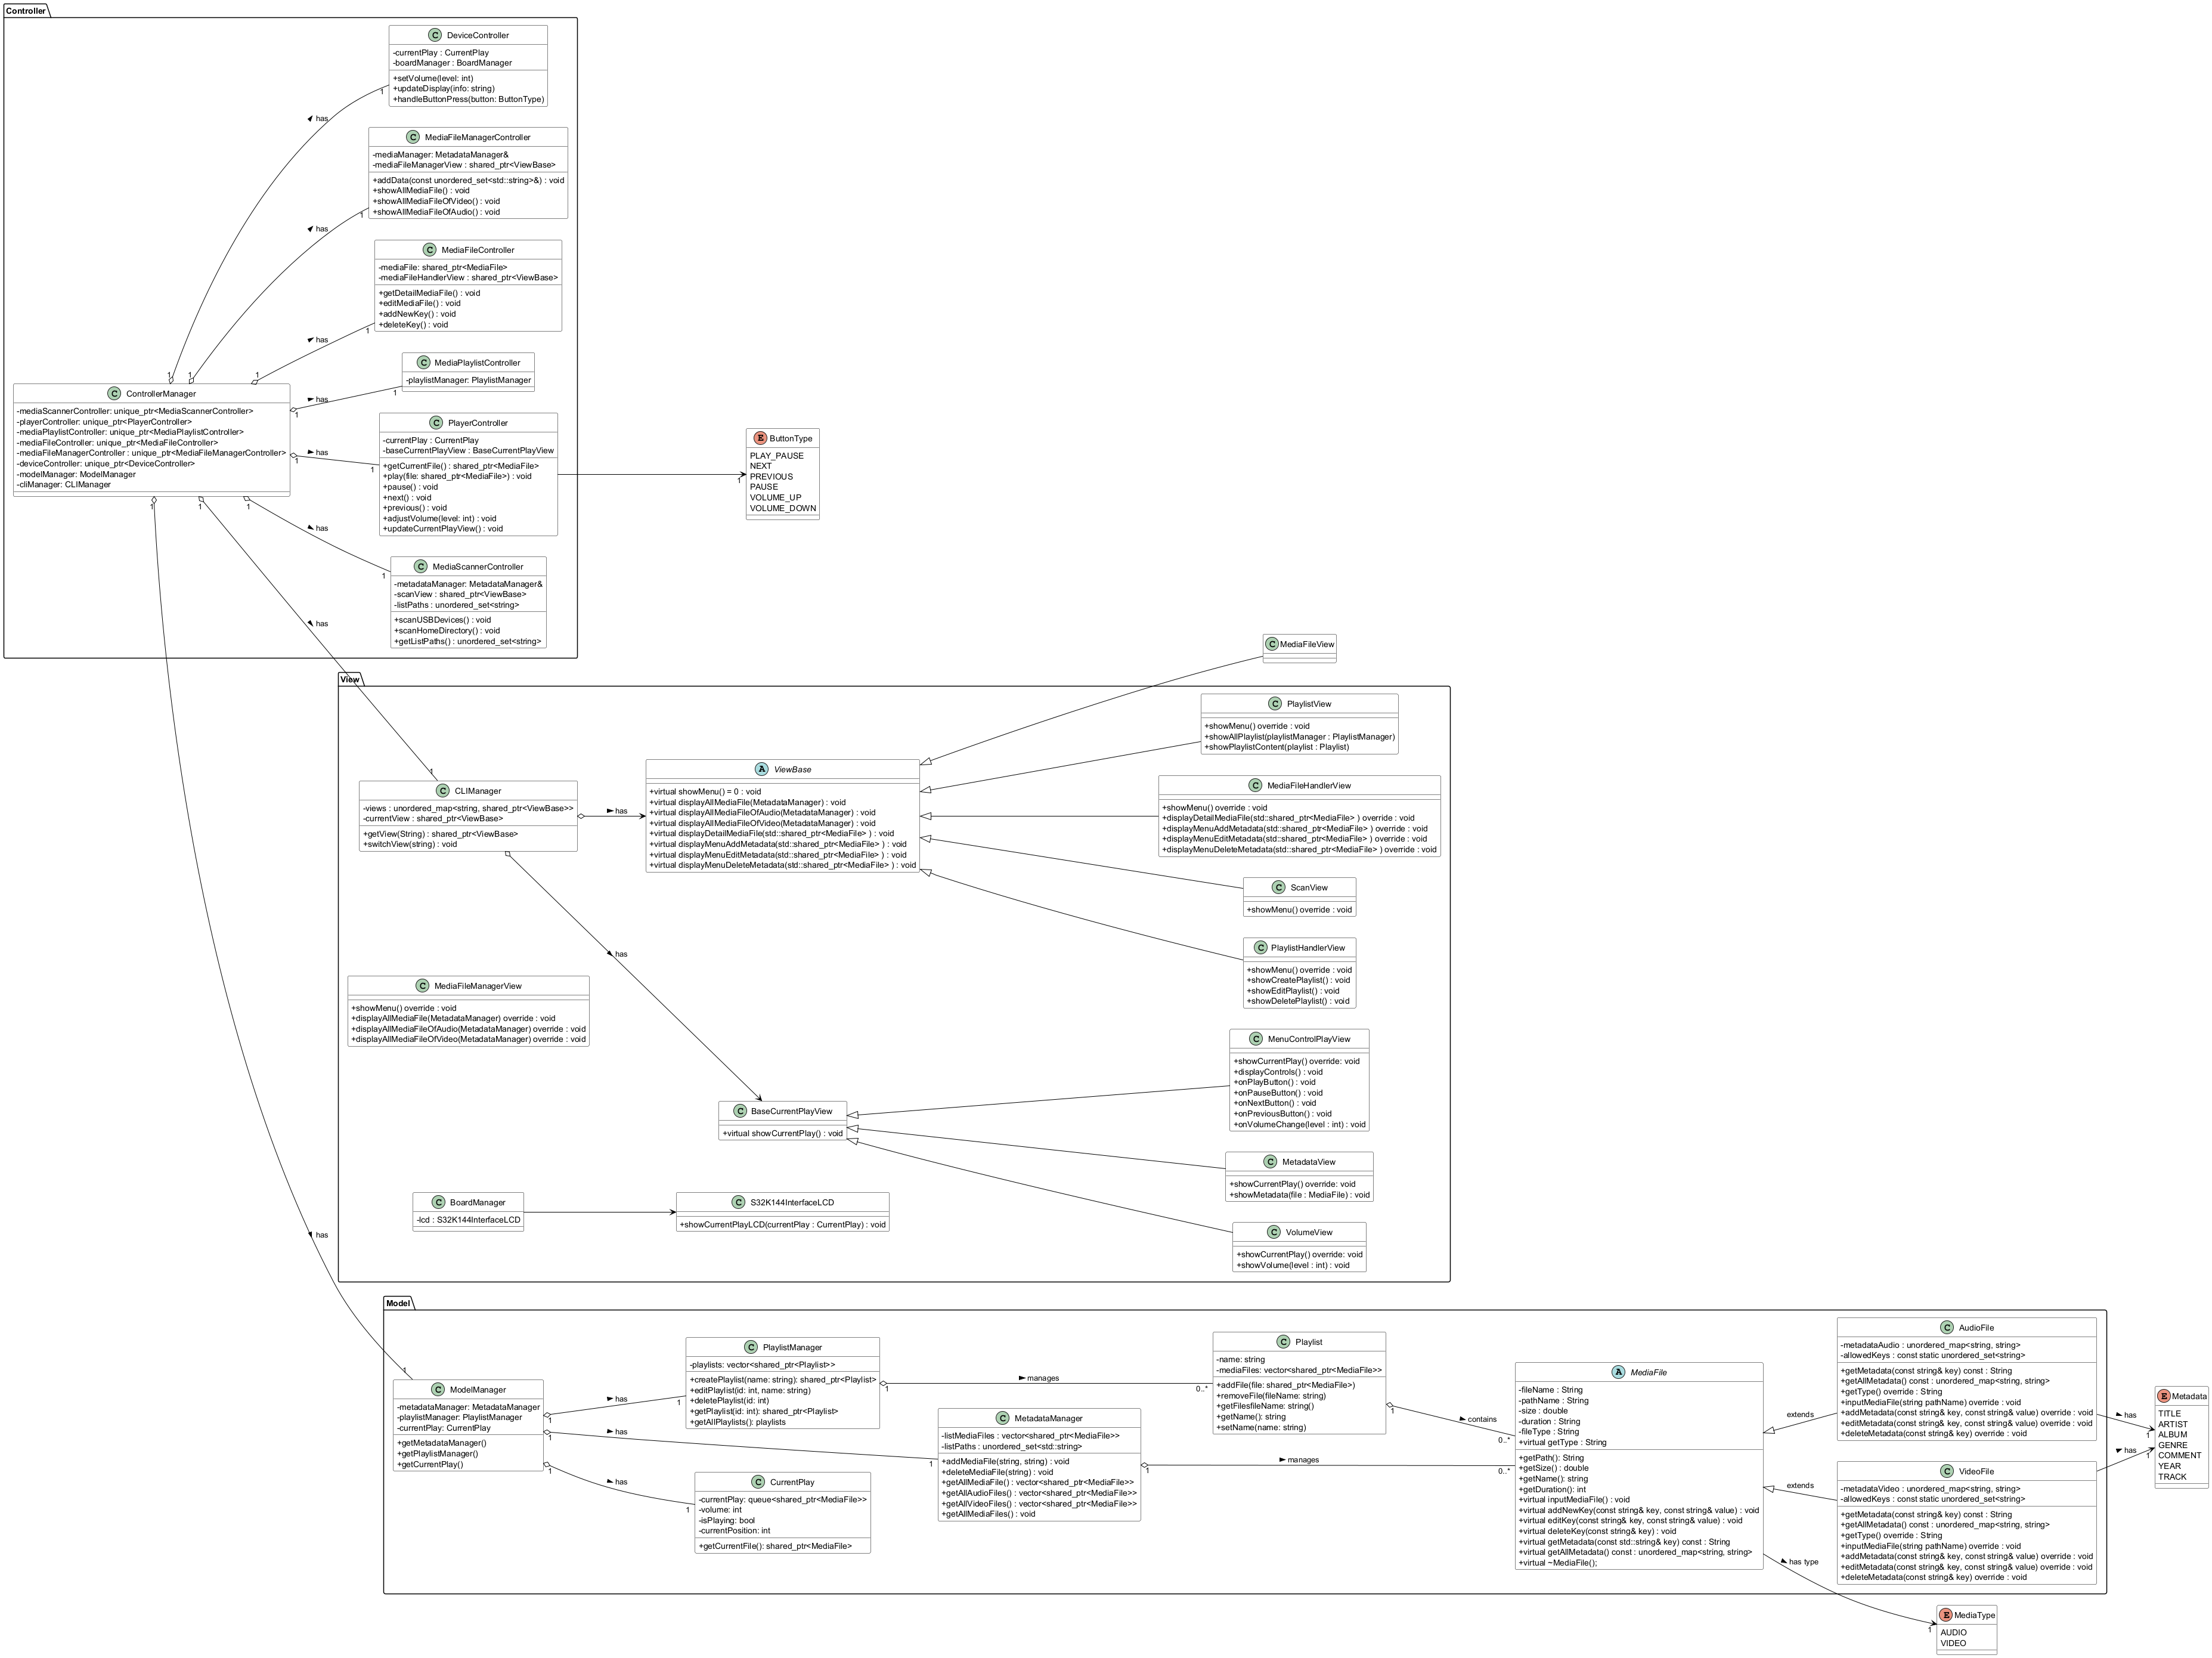 Controller
DeviceController
-currentPlay : CurrentPlay
-boardManager : BoardManager
+setVolume(level: int)
+updateDisplay(info: string)
+handleButtonPress(button: ButtonType)
MediaFileManagerController
-mediaManager: MetadataManager&
-mediaFileManagerView : shared_ptr<ViewBase>
+addData(const unordered_set<std::string>&) : void
+showAllMediaFile() : void
+showAllMediaFileOfVideo() : void
+showAllMediaFileOfAudio() : void
MediaFileController
-mediaFile: shared_ptr<MediaFile>
-mediaFileHandlerView : shared_ptr<ViewBase>
+getDetailMediaFile() : void
+editMediaFile() : void
+addNewKey() : void
+deleteKey() : void
MediaPlaylistController
-playlistManager: PlaylistManager
ControllerManager
-mediaScannerController: unique_ptr<MediaScannerController>
-playerController: unique_ptr<PlayerController>
-mediaPlaylistController: unique_ptr<MediaPlaylistController>
-mediaFileController: unique_ptr<MediaFileController>
-mediaFileManagerController : unique_ptr<MediaFileManagerController>
-deviceController: unique_ptr<DeviceController>
-modelManager: ModelManager
-cliManager: CLIManager
PlayerController
-currentPlay : CurrentPlay
-baseCurrentPlayView : BaseCurrentPlayView
+getCurrentFile() : shared_ptr<MediaFile>
+play(file: shared_ptr<MediaFile>) : void
+pause() : void
+next() : void
+previous() : void
+adjustVolume(level: int) : void
+updateCurrentPlayView() : void
ButtonType
PLAY_PAUSE
NEXT
PREVIOUS
PAUSE
VOLUME_UP
VOLUME_DOWN
MediaScannerController
-metadataManager: MetadataManager&
-scanView : shared_ptr<ViewBase>
-listPaths : unordered_set<string>
+scanUSBDevices() : void
+scanHomeDirectory() : void
+getListPaths() : unordered_set<string>
has
1
1
has
1
1
has
1
1
has
1
1
has
1
1
has
1
1
has
1
1
has
1
1
1
View
MediaFileView
PlaylistView
+showMenu() override : void
+showAllPlaylist(playlistManager : PlaylistManager)
+showPlaylistContent(playlist : Playlist)
ViewBase
+virtual showMenu() = 0 : void
+virtual displayAllMediaFile(MetadataManager) : void
+virtual displayAllMediaFileOfAudio(MetadataManager) : void
+virtual displayAllMediaFileOfVideo(MetadataManager) : void
+virtual displayDetailMediaFile(std::shared_ptr<MediaFile> ) : void
+virtual displayMenuAddMetadata(std::shared_ptr<MediaFile> ) : void
+virtual displayMenuEditMetadata(std::shared_ptr<MediaFile> ) : void
+virtual displayMenuDeleteMetadata(std::shared_ptr<MediaFile> ) : void
CLIManager
-views : unordered_map<string, shared_ptr<ViewBase>>
-currentView : shared_ptr<ViewBase>
+getView(String) : shared_ptr<ViewBase>
+switchView(string) : void
has
has
MediaFileHandlerView
+showMenu() override : void
+displayDetailMediaFile(std::shared_ptr<MediaFile> ) override : void
+displayMenuAddMetadata(std::shared_ptr<MediaFile> ) override : void
+displayMenuEditMetadata(std::shared_ptr<MediaFile> ) override : void
+displayMenuDeleteMetadata(std::shared_ptr<MediaFile> ) override : void
ScanView
+showMenu() override : void
PlaylistHandlerView
+showMenu() override : void
+showCreatePlaylist() : void
+showEditPlaylist() : void
+showDeletePlaylist() : void
MediaFileManagerView
+showMenu() override : void
+displayAllMediaFile(MetadataManager) override : void
+displayAllMediaFileOfAudio(MetadataManager) override : void
+displayAllMediaFileOfVideo(MetadataManager) override : void
MenuControlPlayView
+showCurrentPlay() override: void
+displayControls() : void
+onPlayButton() : void
+onPauseButton() : void
+onNextButton() : void
+onPreviousButton() : void
+onVolumeChange(level : int) : void
BaseCurrentPlayView
+virtual showCurrentPlay() : void
MetadataView
+showCurrentPlay() override: void
+showMetadata(file : MediaFile) : void
BoardManager
-lcd : S32K144InterfaceLCD
S32K144InterfaceLCD
+showCurrentPlayLCD(currentPlay : CurrentPlay) : void
VolumeView
+showCurrentPlay() override: void
+showVolume(level : int) : void
Model
ModelManager
-metadataManager: MetadataManager
-playlistManager: PlaylistManager
-currentPlay: CurrentPlay
+getMetadataManager()
+getPlaylistManager()
+getCurrentPlay()
has
1
1
has
1
1
has
1
1
PlaylistManager
-playlists: vector<shared_ptr<Playlist>>
+createPlaylist(name: string): shared_ptr<Playlist>
+editPlaylist(id: int, name: string)
+deletePlaylist(id: int)
+getPlaylist(id: int): shared_ptr<Playlist>
+getAllPlaylists(): playlists
manages
1
0..*
MetadataManager
-listMediaFiles : vector<shared_ptr<MediaFile>>
-listPaths : unordered_set<std::string>
+addMediaFile(string, string) : void
+deleteMediaFile(string) : void
+getAllMediaFile() : vector<shared_ptr<MediaFile>>
+getAllAudioFiles() : vector<shared_ptr<MediaFile>>
+getAllVideoFiles() : vector<shared_ptr<MediaFile>>
+getAllMediaFiles() : void
manages
1
0..*
CurrentPlay
-currentPlay: queue<shared_ptr<MediaFile>>
-volume: int
-isPlaying: bool
-currentPosition: int
+getCurrentFile(): shared_ptr<MediaFile>
Playlist
-name: string
-mediaFiles: vector<shared_ptr<MediaFile>>
+addFile(file: shared_ptr<MediaFile>)
+removeFile(fileName: string)
+getFilesfileName: string()
+getName(): string
+setName(name: string)
contains
1
0..*
MediaFile
-fileName : String
-pathName : String
-size : double
-duration : String
-fileType : String
+virtual getType : String
+getPath(): String
+getSize() : double
+getName(): string
+getDuration(): int
+virtual inputMediaFile() : void
+virtual addNewKey(const string& key, const string& value) : void
+virtual editKey(const string& key, const string& value) : void
+virtual deleteKey(const string& key) : void
+virtual getMetadata(const std::string& key) const : String
+virtual getAllMetadata() const : unordered_map<string, string>
+virtual ~MediaFile();
extends
extends
has type
1
AudioFile
-metadataAudio : unordered_map<string, string>
-allowedKeys : const static unordered_set<string>
+getMetadata(const string& key) const : String
+getAllMetadata() const : unordered_map<string, string>
+getType() override : String
+inputMediaFile(string pathName) override : void
+addMetadata(const string& key, const string& value) override : void
+editMetadata(const string& key, const string& value) override : void
+deleteMetadata(const string& key) override : void
has
1
VideoFile
-metadataVideo : unordered_map<string, string>
-allowedKeys : const static unordered_set<string>
+getMetadata(const string& key) const : String
+getAllMetadata() const : unordered_map<string, string>
+getType() override : String
+inputMediaFile(string pathName) override : void
+addMetadata(const string& key, const string& value) override : void
+editMetadata(const string& key, const string& value) override : void
+deleteMetadata(const string& key) override : void
has
1
Metadata
TITLE
ARTIST
ALBUM
GENRE
COMMENT
YEAR
TRACK
MediaType
AUDIO
VIDEO